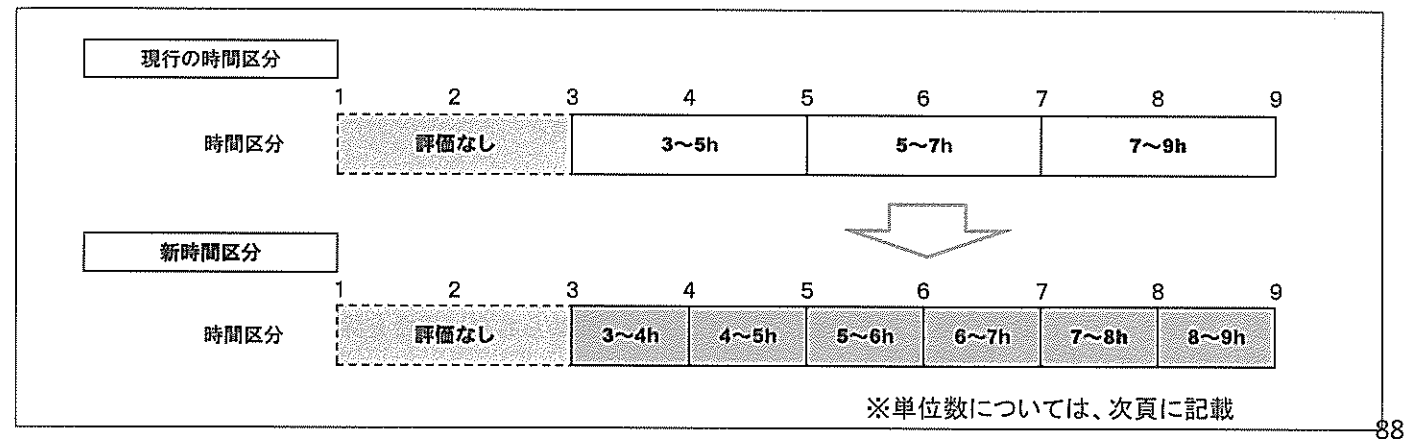 現行の時間区分
1 2 3 4 5 6 7 8 9
時間区分 評価なし 3～5h 5～7h 7～9h
新時間区分
1 2 3 4 5 6 7 8 9
時間区分 評価なし 3～4h 4～5h 5～6h 6～7h 7～8h 8～9h
※単位数については、次頁に記載
88